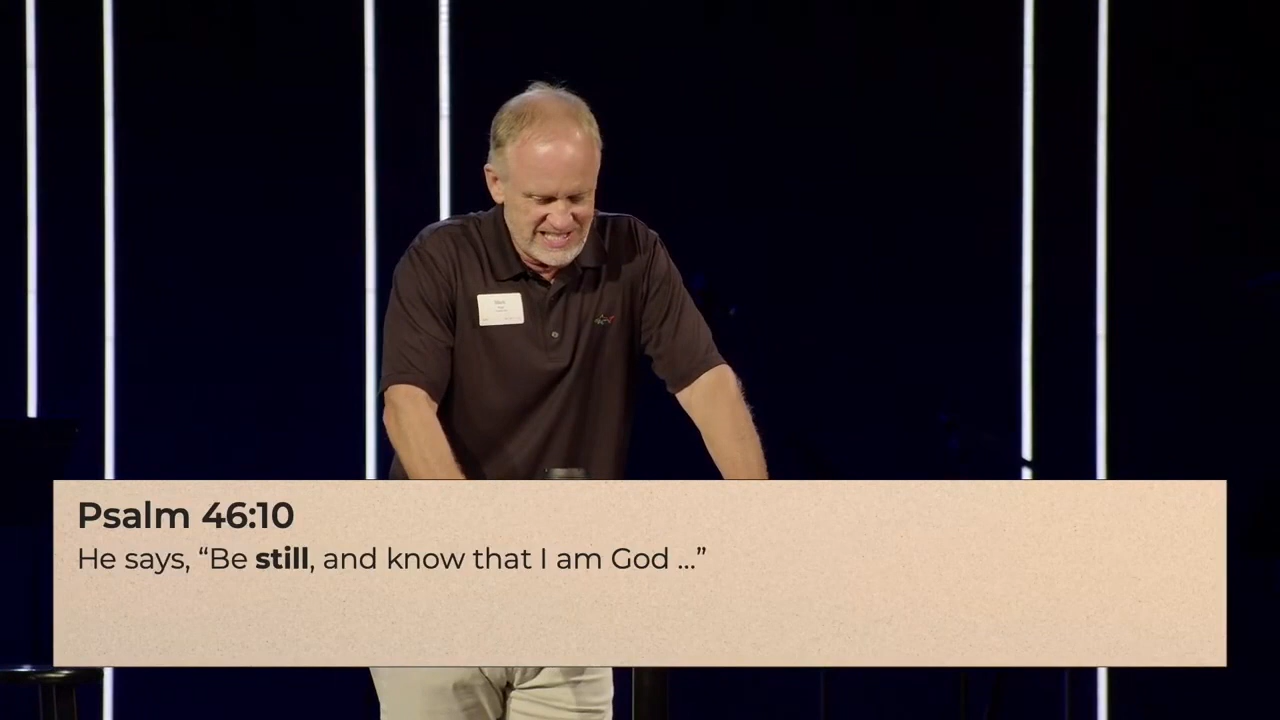 Psalm 46:10
He says, “Be still, and know that I am God ...”